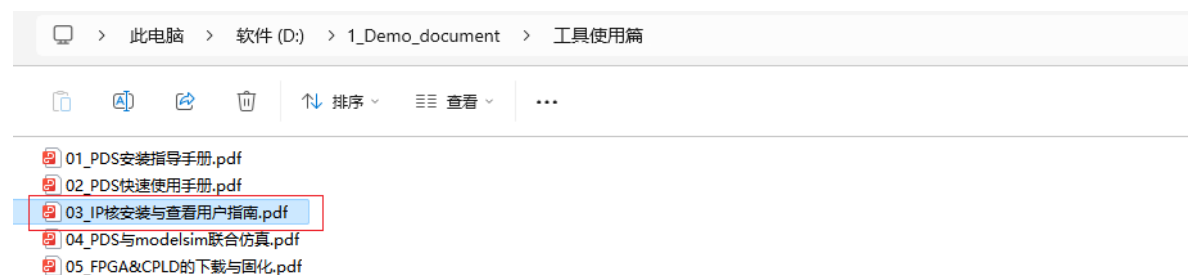 此电脑 > 软件 (D:) > 1_Demo_document > 工具使用篇
排序 查看 ...
01_PDS安装指导手册.pdf
02_PDS快速使用手册.pdf
03_IP核安装与查看用户指南.pdf
04_PDS与modelsim联合仿真.pdf
05_FPGA&CPLD的下载与固化.pdf